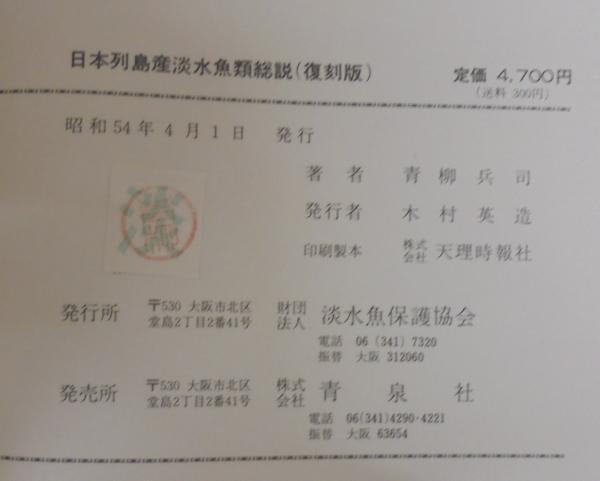 日本列島産淡水魚類総説(復刻版)
定価 4,700円
(送料 300円)
昭和54年4月1日 発行
著者 青柳兵司
発行者 木村英造
印刷製本 株式会社 天理時報社
発行所 〒530 大阪市北区堂島2丁目2番41号 財団法人 淡水魚保護協会
電話 06 (341) 7320
振替 大阪 312060
発売所 〒530 大阪市北区堂島2丁目2番41号 株式会社 青泉社
電話 06(341)4290・4221
振替 大阪 63654